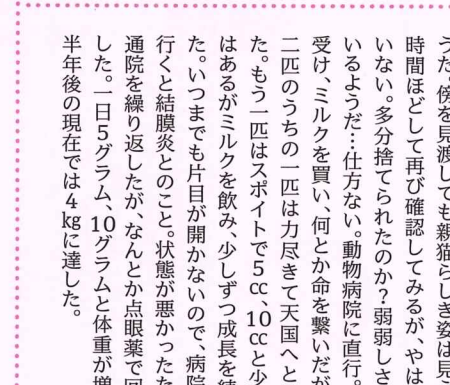 うた。傍を見渡しても親猫らしき姿は見
時間ほどして再び確認してみるが、やは
いない。多分捨てられたのか?弱弱しさ
いるようだ…仕方ない。動物病院に直行。
受け、ミルクを買い、何とか命を繋いだが
二匹のうちの一匹は力尽きて天国へと
た。もう一匹はスポイトで5㏄、10㏄と少
はあるがミルクを飲み、少しずつ成長を
た。いつまでも片目が開かないので、病院
行くと結膜炎とのこと。状態が悪かったた
通院を繰り返したが、なんとか点眼薬で回
した。一日5グラム、10グラムと体重が増
半年後の現在では4㎏に達した。